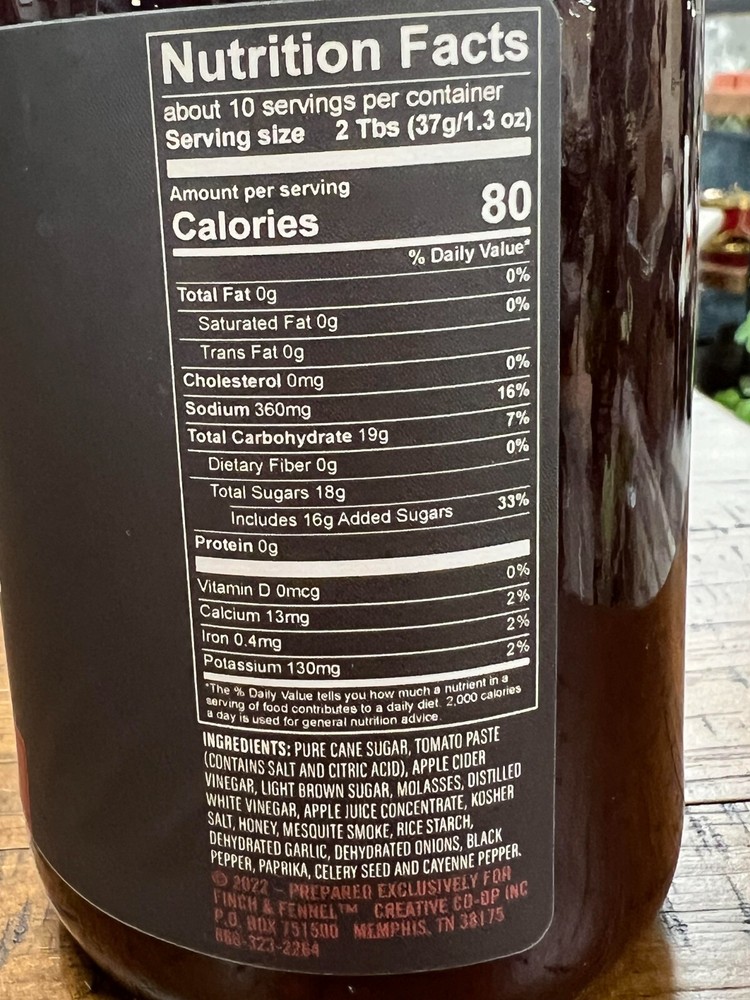 Nutrition Facts
about 10 servings per container
Serving size 2 Tbs (37g/1.3 oz)
Amount per serving
Calories 80
% Daily Value*
Total Fat 0g 0%
Saturated Fat 0g 0%
Trans Fat 0g
Cholesterol 0mg 0%
Sodium 360mg 16%
Total Carbohydrate 19g 7%
Dietary Fiber 0g 0%
Total Sugars 18g
Includes 16g Added Sugars 33%
Protein 0g
Vitamin D 0mcg 0%
Calcium 13mg 2%
Iron 0.4mg 2%
Potassium 130mg 2%
*The % Daily Value tells you how much a nutrient in a
serving of food contributes to a daily diet. 2,000 calories
a day is used for general nutrition advice.
INGREDIENTS: PURE CANE SUGAR, TOMATO PASTE
(CONTAINS SALT AND CITRIC ACID), APPLE CIDER
VINEGAR, LIGHT BROWN SUGAR, MOLASSES, DISTILLED
WHITE VINEGAR, APPLE JUICE CONCENTRATE, KOSHER
SALT, HONEY, MESQUITE SMOKE, RICE STARCH,
DEHYDRATED GARLIC, DEHYDRATED ONIONS, BLACK
PEPPER, PAPRIKA, CELERY SEED AND CAYENNE PEPPER.
© 2022 - PREPARED EXCLUSIVELY FOR
FINCH & FENNEL™ CREATIVE CO-OP INC
P.O. BOX 751500 MEMPHIS, TN 38175
866-323-2264